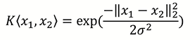 K⟨x₁, x₂⟩ = exp(−‖x₁ − x₂‖₂² / 2σ²)